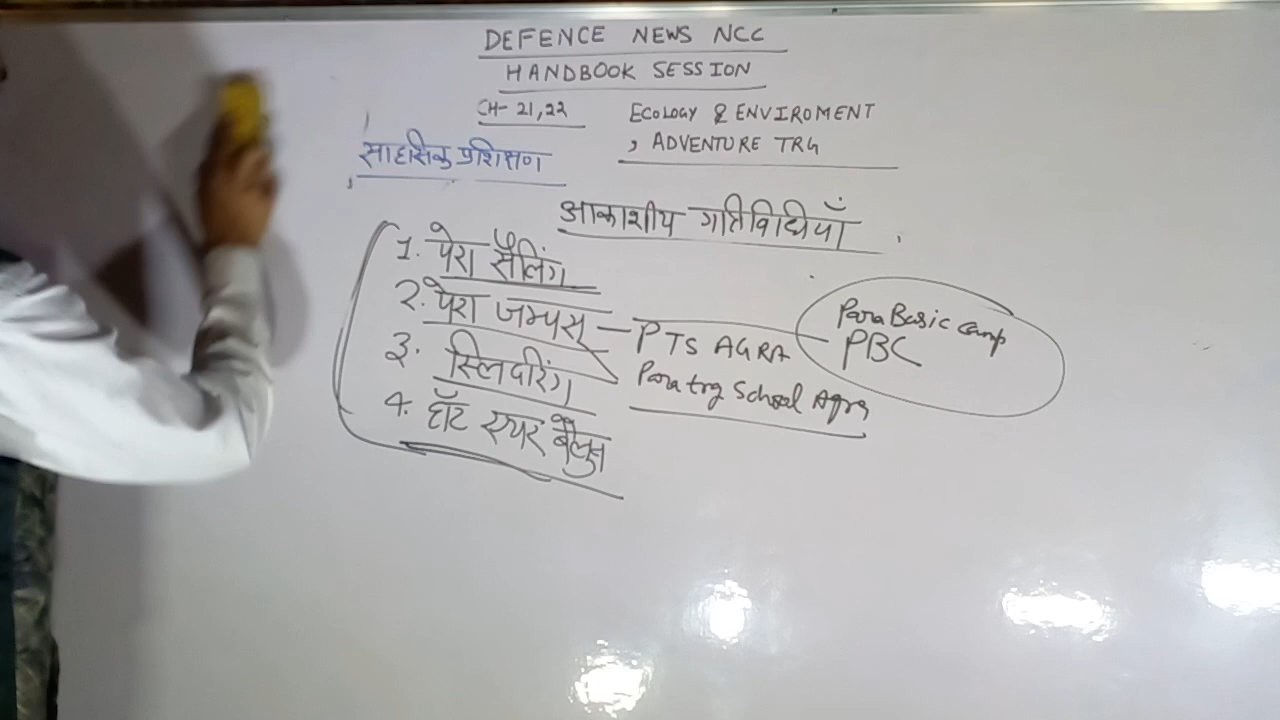 DEFENCE NEWS NCC
HANDBOOK SESSION
CH- 21,22
ECOLOGY & ENVIROMENT
, ADVENTURE TRG
साहसिक प्रशिक्षण
आकाशीय गतिविधियाँ
1. पेरा सैलिंग
2. पेरा जम्पस् — PTS AGRA
Para trg School Agra
Para Basic camp
PBC
3. स्लिदरिंग
4. हॉट एयर बैलुन